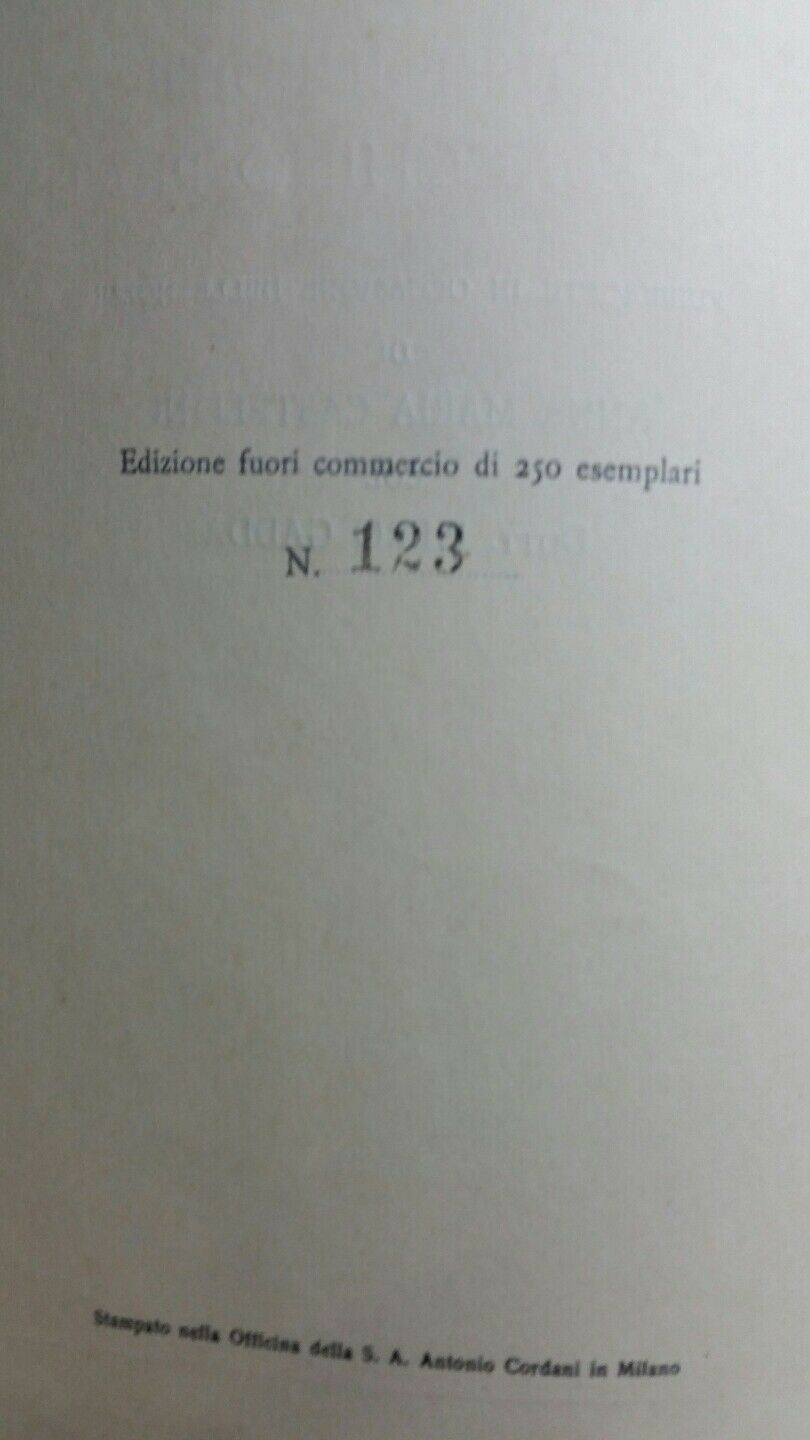 Edizione fuori commercio di 250 esemplari
N. 123
Stampato nella Officina della S. A. Antonio Cordani in Milano